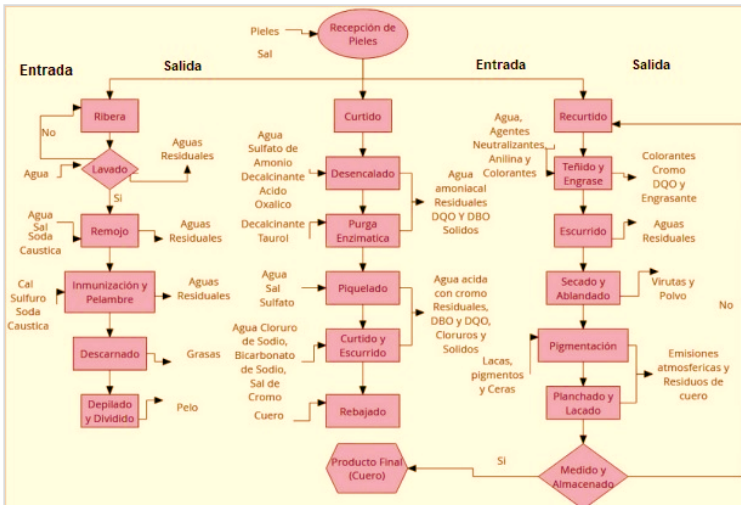 Pieles
Sal
Recepción de
Pieles
Entrada
Salida
Entrada
Salida
Ribera
No
Lavado
Agua
Aguas
Residuales
Si
Agua
Sal
Soda
Caustica
Remojo
Aguas
Residuales
Cal
Sulfuro
Soda
Caustica
Inmunización y
Pelambre
Aguas
Residuales
Descarnado
Grasas
Depilado
y Dividido
Pelo
Curtido
Agua
Sulfato de
Amonio
Decalcinante
Acido
Oxalico
Desencalado
Decalcinante
Taurol
Purga
Enzimatica
Agua
amoniacal
Residuales
DQO Y DBO
Solidos
Agua
Sal
Sulfato
Piquelado
Agua Cloruro
de Sodio,
Bicarbonato
de Sodio,
Sal de
Cromo
Curtido y
Escurrido
Agua acida
con cromo
Residuales,
DBO y DQO,
Cloruros y
Solidos
Cuero
Rebajado
Recurtido
Agua,
Agentes
Neutralizantes
Anilina y
Colorantes
Teñido y
Engrase
Colorantes
Cromo
DQO y
Engrasante
Escurrido
Aguas
Residuales
Secado y
Ablandado
Virutas y
Polvo
No
Pigmentación
Lacas,
pigmentos
y Ceras
Planchado y
Lacado
Emisiones
atmosfericas y
Residuos de
cuero
Medido y
Almacenado
Si
Producto Final
(Cuero)